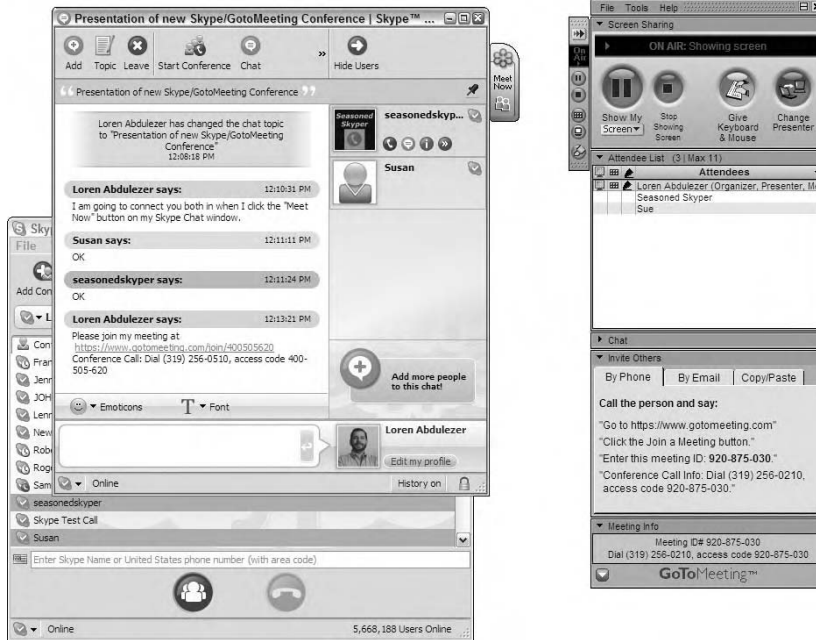 Presentation of new Skype/GotoMeeting Conference | Skype™ ...
Add
Topic
Leave
Start Conference
Chat
»
Hide Users
Meet
Now
Presentation of new Skype/GotoMeeting Conference
Loren Abdulezer has changed the chat topic
to "Presentation of new Skype/GotoMeeting
Conference"
12:08:18 PM
Loren Abdulezer says: 12:10:31 PM
I am going to connect you both in when I click the "Meet
Now" button on my Skype Chat window.
Susan says: 12:11:11 PM
OK
seasonedskyper says: 12:11:24 PM
OK
Loren Abdulezer says: 12:13:21 PM
Please join my meeting at
https://www.gotomeeting.com/join/400505620
Conference Call: Dial (319) 256-0510, access code 400-
505-620
Seasoned
Skyper
seasonedskyp...
Susan
Add more people
to this chat!
Emoticons
Font
Loren Abdulezer
Edit my profile
Online
History on
Sky
File
Add Con
L
Con
Fran
Jenr
JOH
Lenr
New
Robe
Roge
Sam
seasonedskyper
Skype Test Call
Susan
Enter Skype Name or United States phone number (with area code)
Online
5,668,188 Users Online
File Tools Help
Screen Sharing
On
Air
ON AIR: Showing screen
Show My
Screen
Stop
Showing
Screen
Give
Keyboard
& Mouse
Change
Presenter
Attendee List (3 | Max 11)
Attendees
Loren Abdulezer (Organizer, Presenter, M
Seasoned Skyper
Sue
Chat
Invite Others
By Phone
By Email
Copy/Paste
Call the person and say:
"Go to https://www.gotomeeting.com"
"Click the Join a Meeting button."
"Enter this meeting ID: 920-875-030."
"Conference Call Info: Dial (319) 256-0210,
access code 920-875-030."
Meeting Info
Meeting ID# 920-875-030
Dial (319) 256-0210, access code 920-875-030
GoToMeeting™